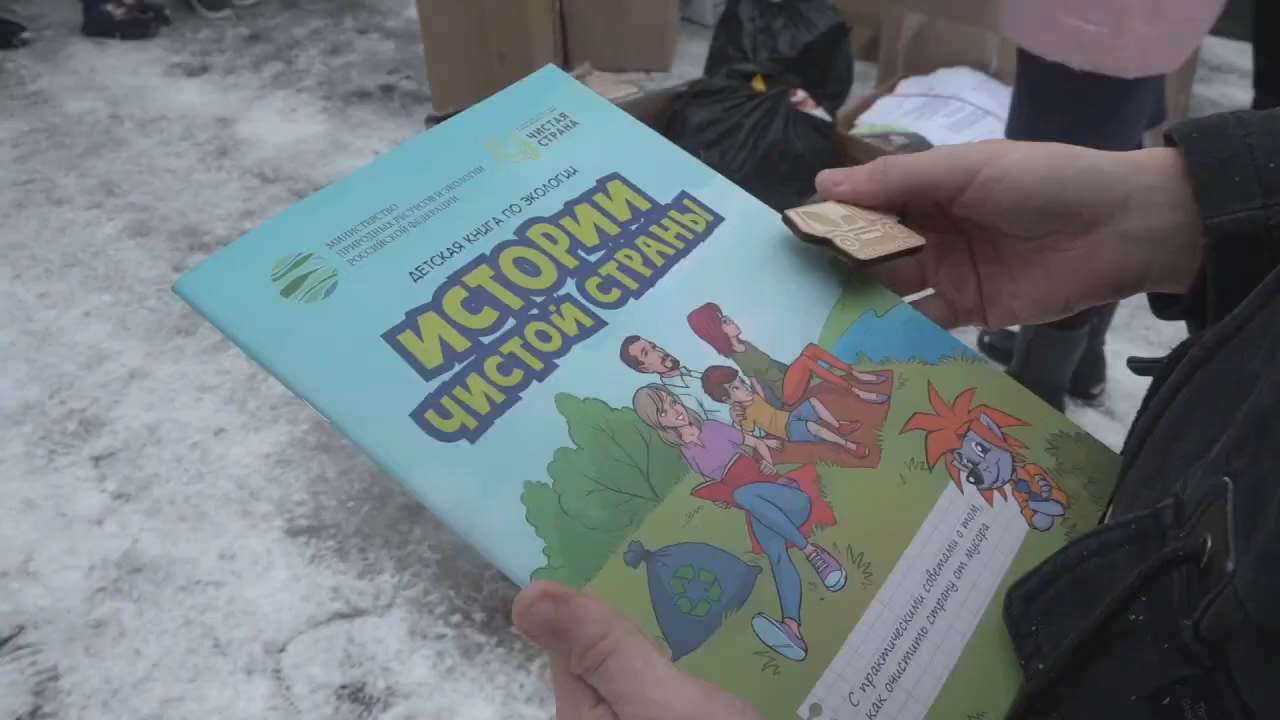 ЧИСТАЯ
СТРАНА
МИНИСТЕРСТВО
ПРИРОДНЫХ РЕСУРСОВ И ЭКОЛОГИИ
РОССИЙСКОЙ ФЕДЕРАЦИИ
ДЕТСКАЯ КНИГА ПО ЭКОЛОГИИ
ИСТОРИИ
ЧИСТОЙ СТРАНЫ
С практическими советами о том,
как очистить страну от мусора